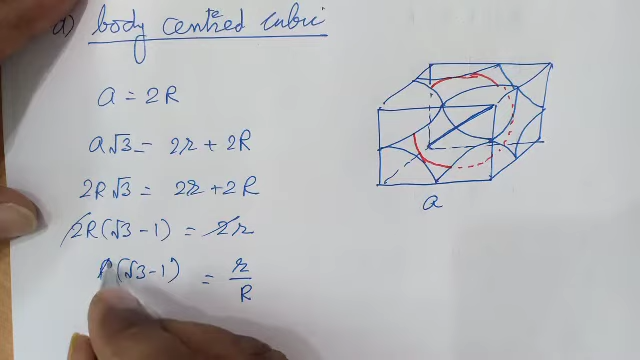 d) body centred cubic
a = 2R
a√3 = 2r + 2R
2R√3 = 2r + 2R
2R(√3 - 1) = 2r
(√3 - 1) = r/R
a